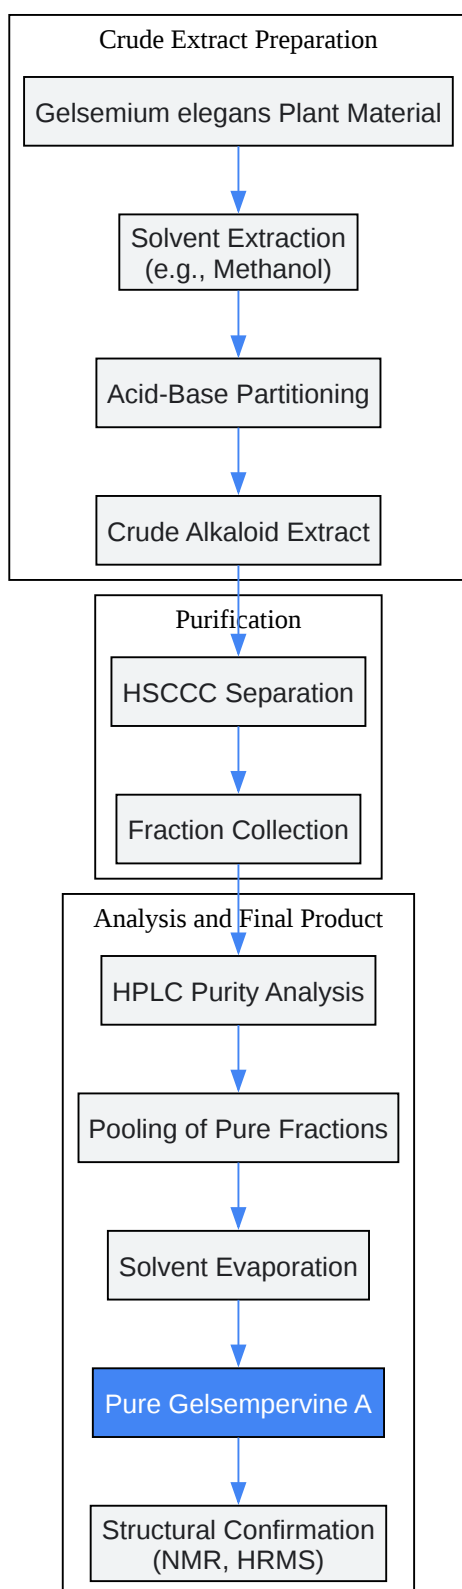 Crude Extract Preparation
Gelsemium elegans Plant Material
Solvent Extraction
(e.g., Methanol)
Acid-Base Partitioning
Crude Alkaloid Extract
Purification
HSCCC Separation
Fraction Collection
Analysis and Final Product
HPLC Purity Analysis
Pooling of Pure Fractions
Solvent Evaporation
Pure Gelsempervine A
Structural Confirmation
(NMR, HRMS)